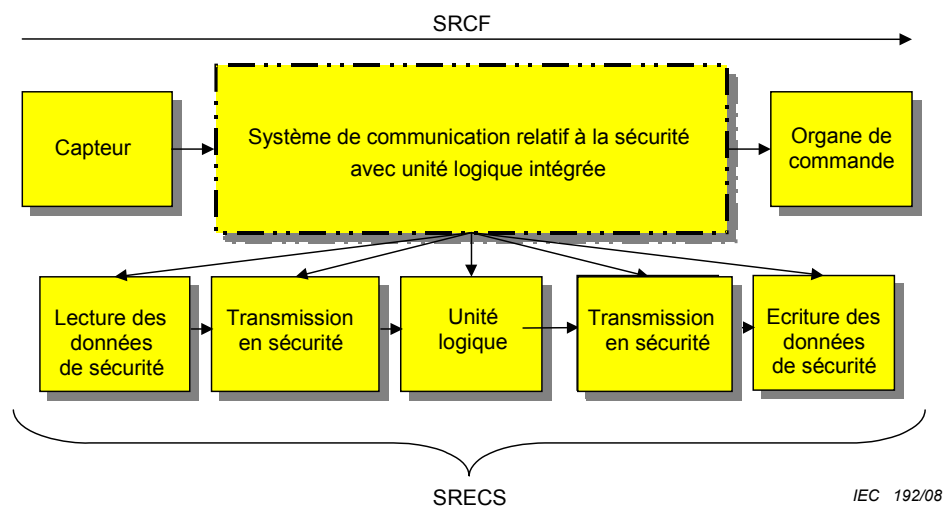 SRCF
Capteur
Système de communication relatif à la sécurité
avec unité logique intégrée
Organe de
commande
Lecture des
données
de sécurité
Transmission
en sécurité
Unité
logique
Transmission
en sécurité
Ecriture des
données
de sécurité
SRECS
IEC 192/08